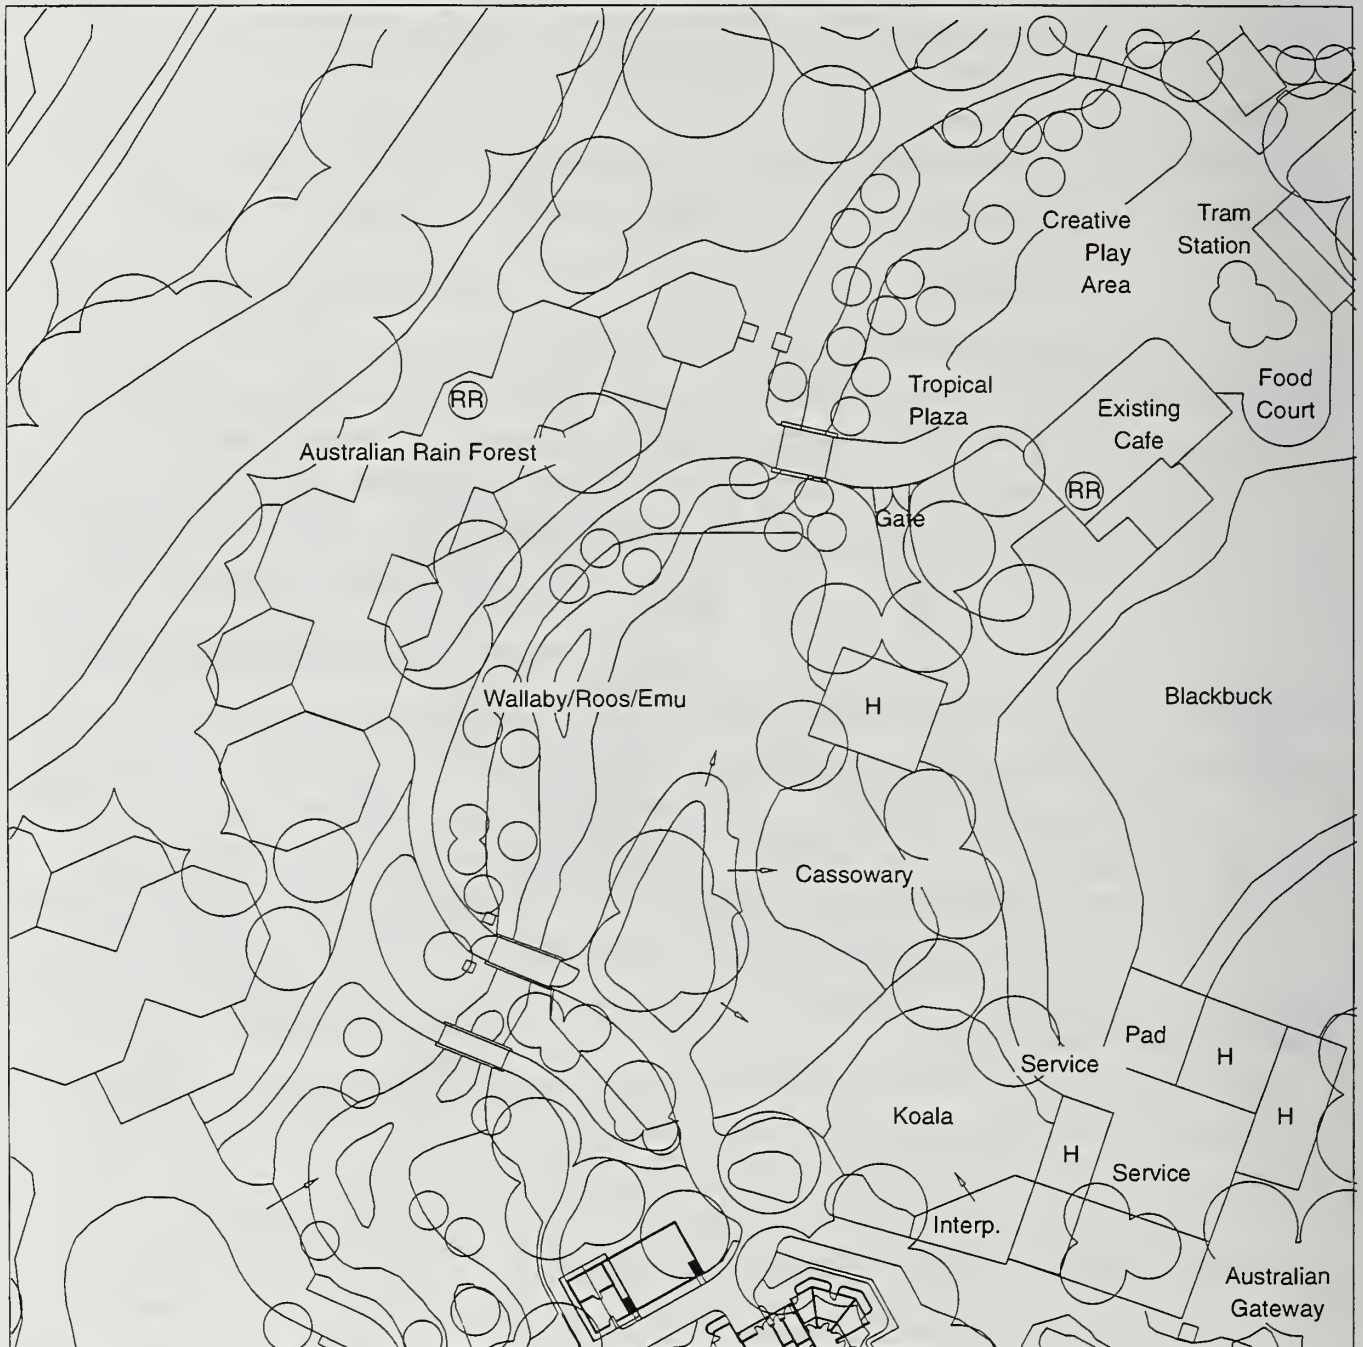 Creative
Play
Area
Tram
Station
RR
Australian Rain Forest
Tropical
Plaza
Existing
Cafe
Food
Court
RR
Gate
Wallaby/Roos/Emu
H
Blackbuck
Cassowary
Pad
Service
H
Koala
H
H
Service
Interp.
Australian
Gateway